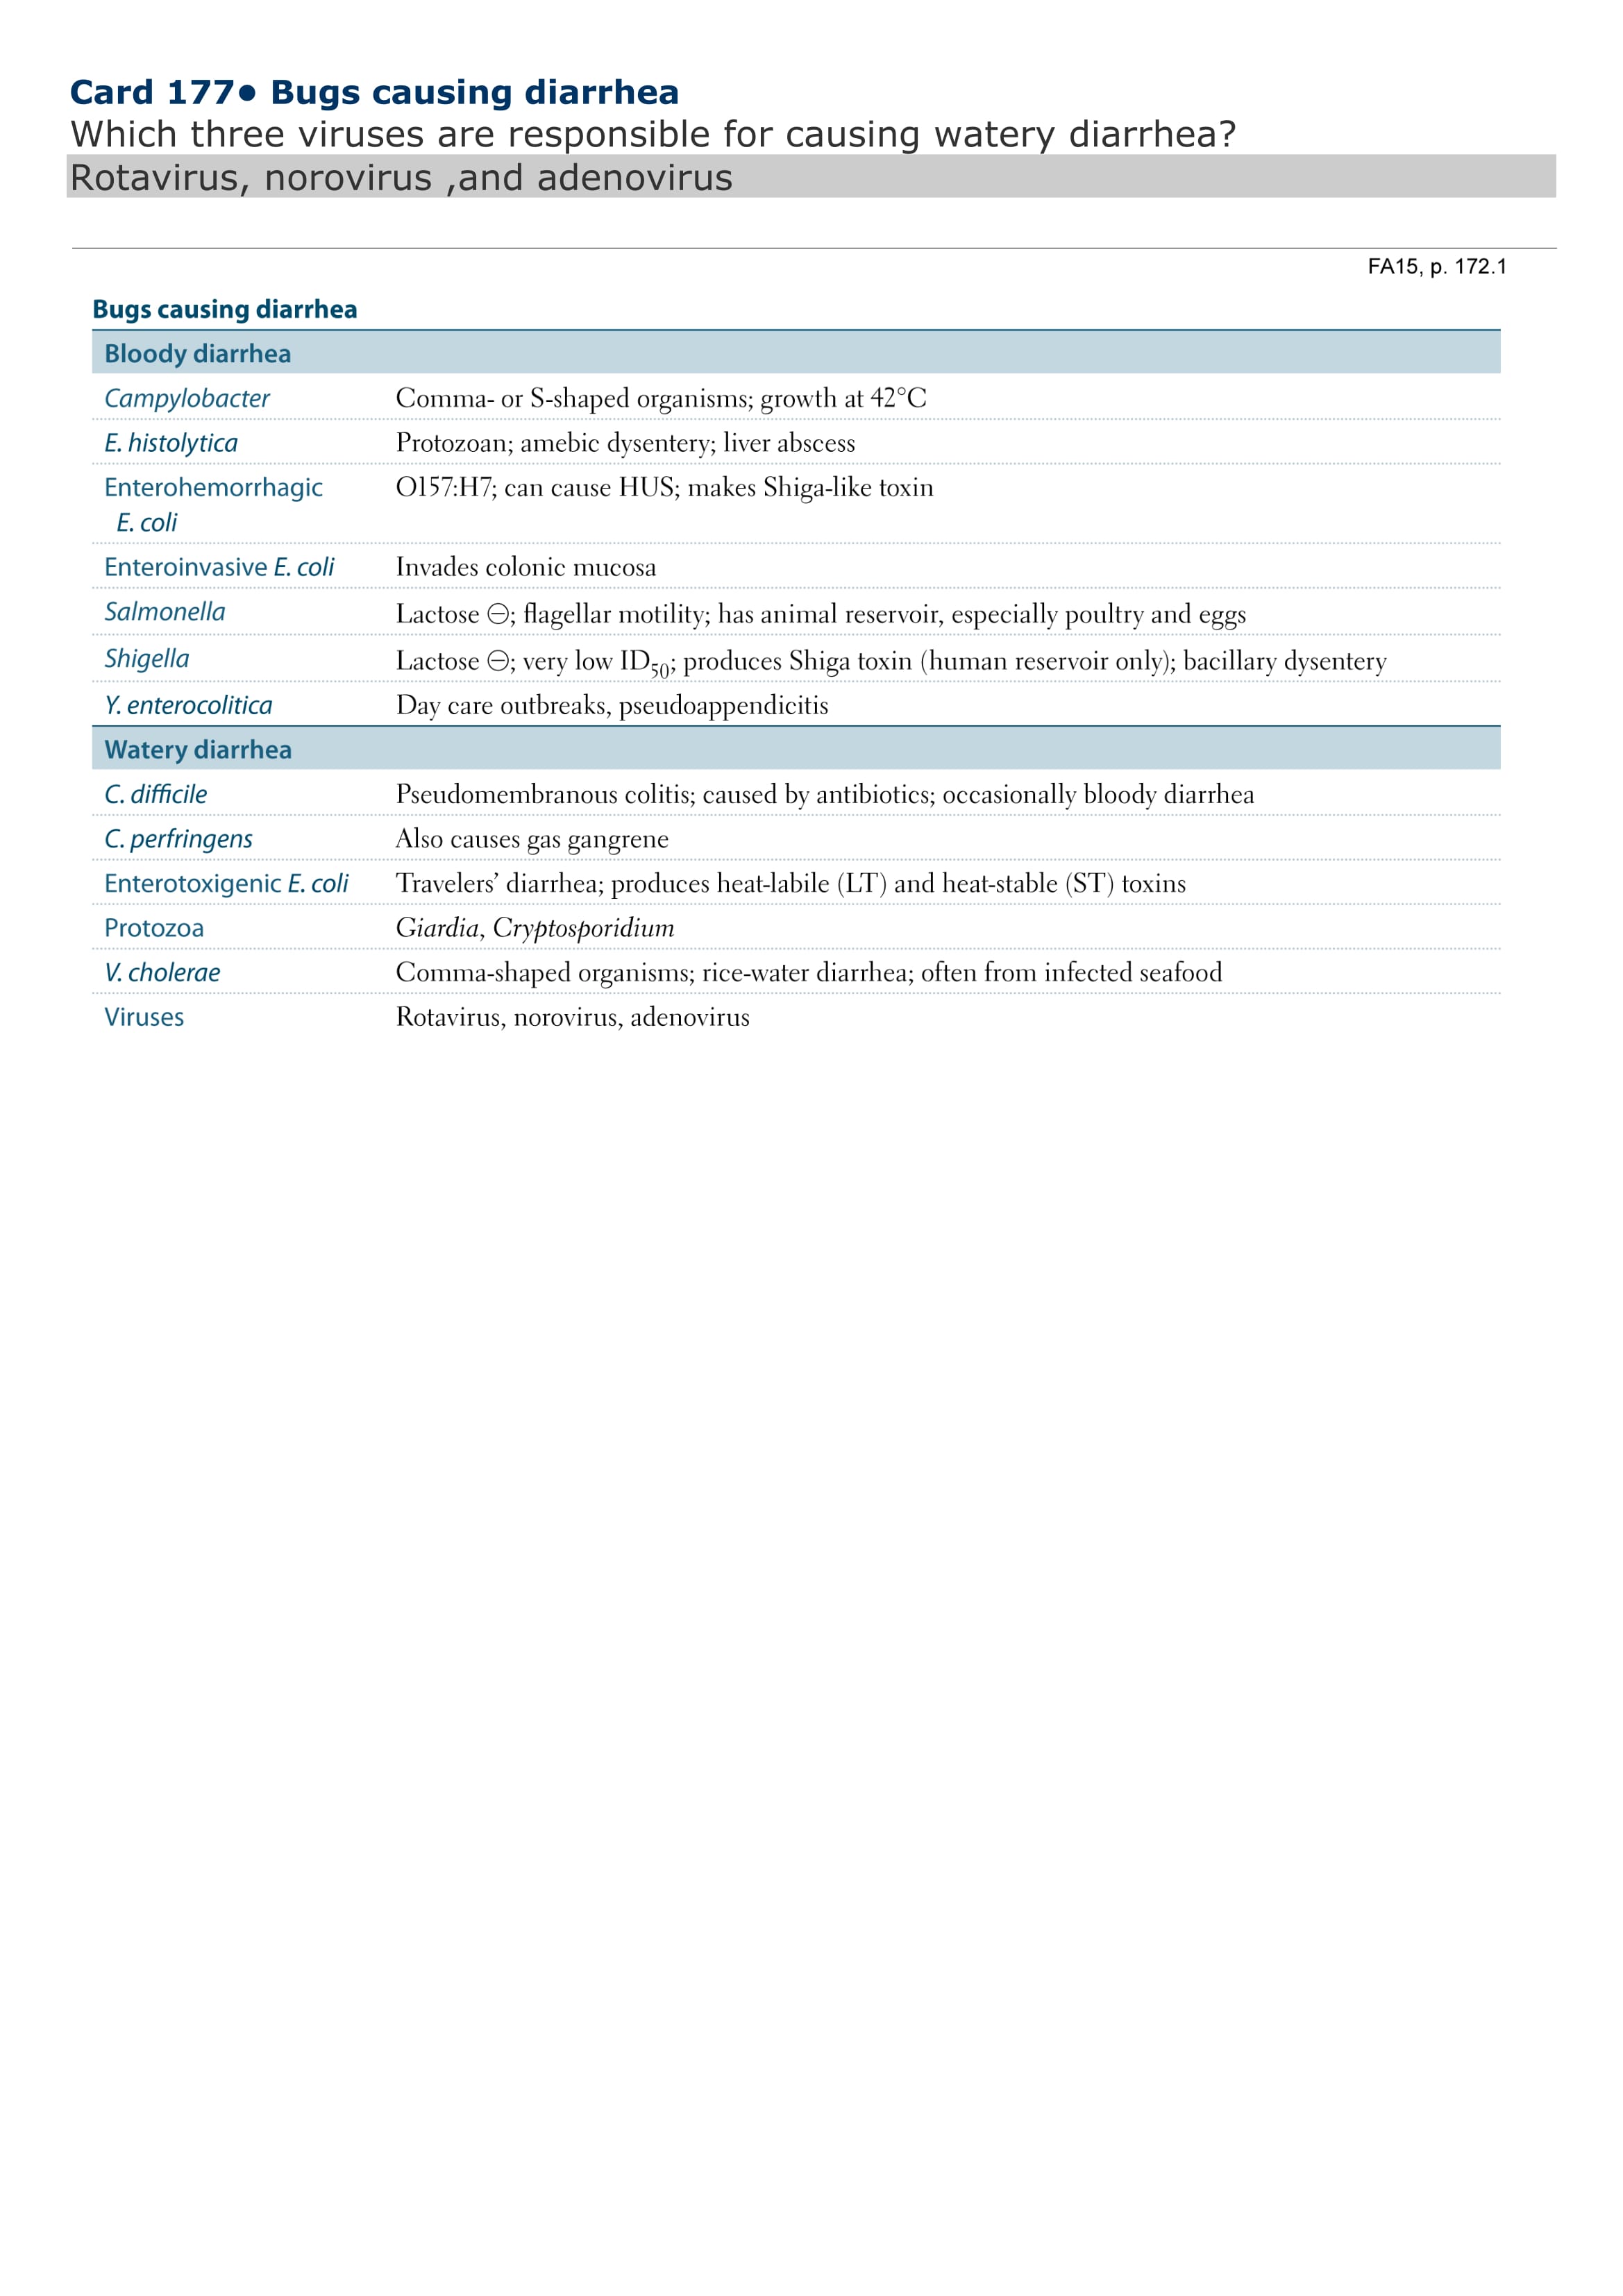 Card 177• Bugs causing diarrhea
Which three viruses are responsible for causing watery diarrhea?
Rotavirus, norovirus ,and adenovirus
FA15, p. 172.1
Bugs causing diarrhea
Bloody diarrhea
Campylobacter Comma- or S-shaped organisms; growth at 42°C
E. histolytica Protozoan; amebic dysentery; liver abscess
Enterohemorrhagic O157:H7; can cause HUS; makes Shiga-like toxin
E. coli
Enteroinvasive E. coli Invades colonic mucosa
Salmonella Lactose ⊖; flagellar motility; has animal reservoir, especially poultry and eggs
Shigella Lactose ⊖; very low ID50; produces Shiga toxin (human reservoir only); bacillary dysentery
Y. enterocolitica Day care outbreaks, pseudoappendicitis
Watery diarrhea
C. difficile Pseudomembranous colitis; caused by antibiotics; occasionally bloody diarrhea
C. perfringens Also causes gas gangrene
Enterotoxigenic E. coli Travelers’ diarrhea; produces heat-labile (LT) and heat-stable (ST) toxins
Protozoa Giardia, Cryptosporidium
V. cholerae Comma-shaped organisms; rice-water diarrhea; often from infected seafood
Viruses Rotavirus, norovirus, adenovirus